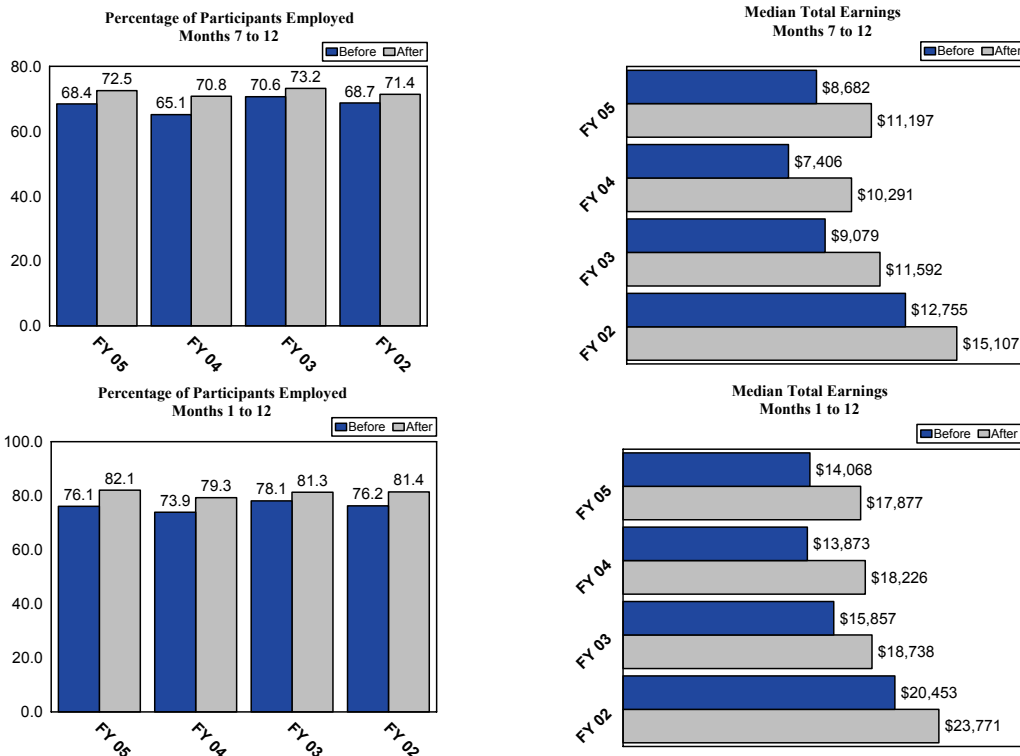 Percentage of Participants Employed
Months 7 to 12
Before After
80.0
60.0
40.0
20.0
0.0
68.4 72.5 65.1 70.8 70.6 73.2 68.7 71.4
FY 05 FY 04 FY 03 FY 02
Median Total Earnings
Months 7 to 12
Before After
FY 05
$8,682
$11,197
FY 04
$7,406
$10,291
FY 03
$9,079
$11,592
FY 02
$12,755
$15,107
Percentage of Participants Employed
Months 1 to 12
Before After
100.0
80.0
60.0
40.0
20.0
0.0
76.1 82.1 73.9 79.3 78.1 81.3 76.2 81.4
FY 05 FY 04 FY 03 FY 02
Median Total Earnings
Months 1 to 12
Before After
FY 05
$14,068
$17,877
FY 04
$13,873
$18,226
FY 03
$15,857
$18,738
FY 02
$20,453
$23,771